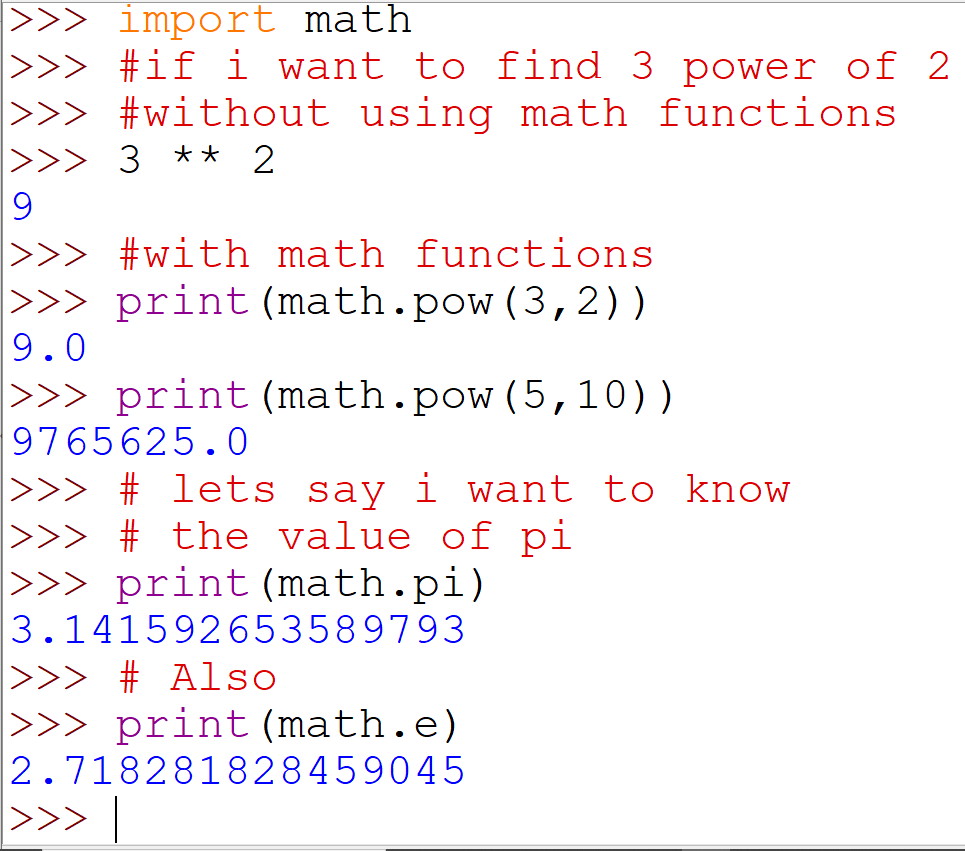 >>> import math
>>> #if i want to find 3 power of 2
>>> #without using math functions
>>> 3 ** 2
9
>>> #with math functions
>>> print(math.pow(3,2))
9.0
>>> print(math.pow(5,10))
9765625.0
>>> # lets say i want to know
>>> # the value of pi
>>> print(math.pi)
3.141592653589793
>>> # Also
>>> print(math.e)
2.718281828459045
>>>